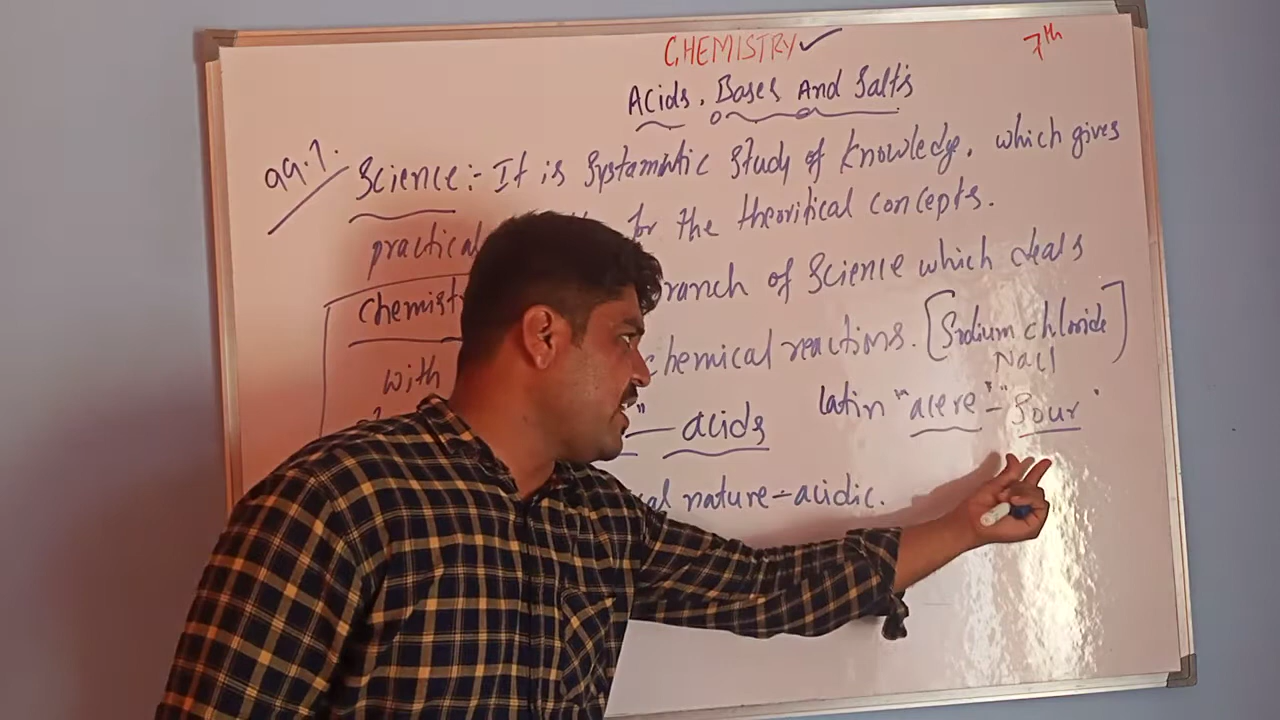 CHEMISTRY✓
7th
Acids, Bases And Salts
99.1. Science:- It is Systamatic Study of knowledge. which gives
practical for the theoritical concepts.
Chemist ranch of Science which deals
with chemical reactions. [Sodium chloride]
NaCl
" — acids latin "acere" - "Sour"
al nature - acidic.